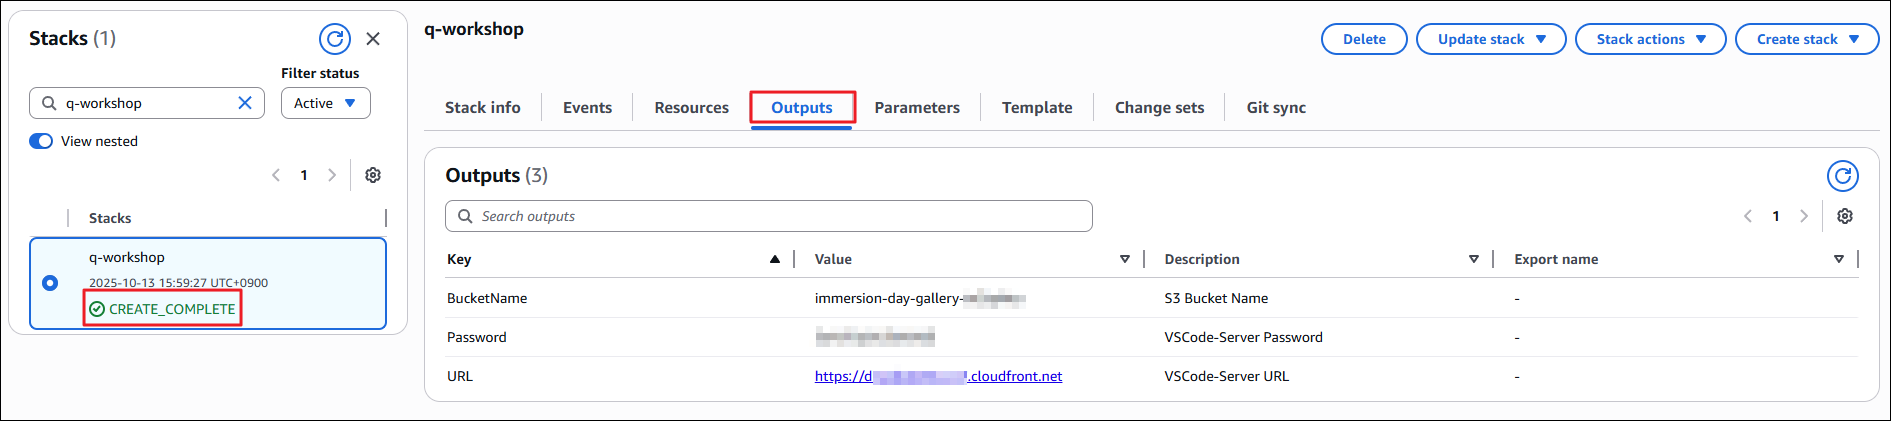 Stacks (1)
Filter status
q-workshop
Active
View nested
1
Stacks
q-workshop
2025-10-13 15:59:27 UTC+0900
CREATE_COMPLETE
q-workshop
Delete
Update stack
Stack actions
Create stack
Stack info
Events
Resources
Outputs
Parameters
Template
Change sets
Git sync
Outputs (3)
Search outputs
1
Key Value Description Export name
BucketName immersion-day-gallery- S3 Bucket Name -
Password VSCode-Server Password -
URL https://d .cloudfront.net VSCode-Server URL -